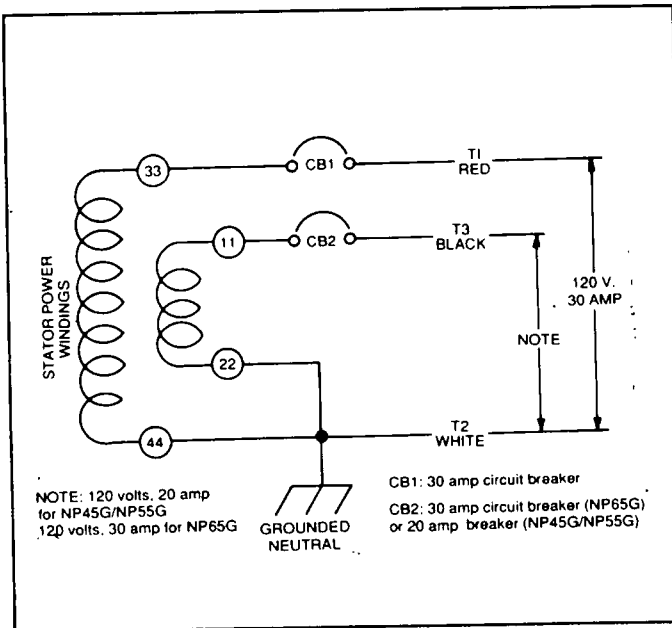 33
CB1
T1
RED
11
CB2
T3
BLACK
STATOR POWER
WINDINGS
120 V.
30 AMP
NOTE
22
44
T2
WHITE
NOTE: 120 volts, 20 amp
for NP45G/NP55G
120 volts, 30 amp for NP65G
GROUNDED
NEUTRAL
CB1: 30 amp circuit breaker
CB2: 30 amp circuit breaker (NP65G)
or 20 amp breaker (NP45G/NP55G)